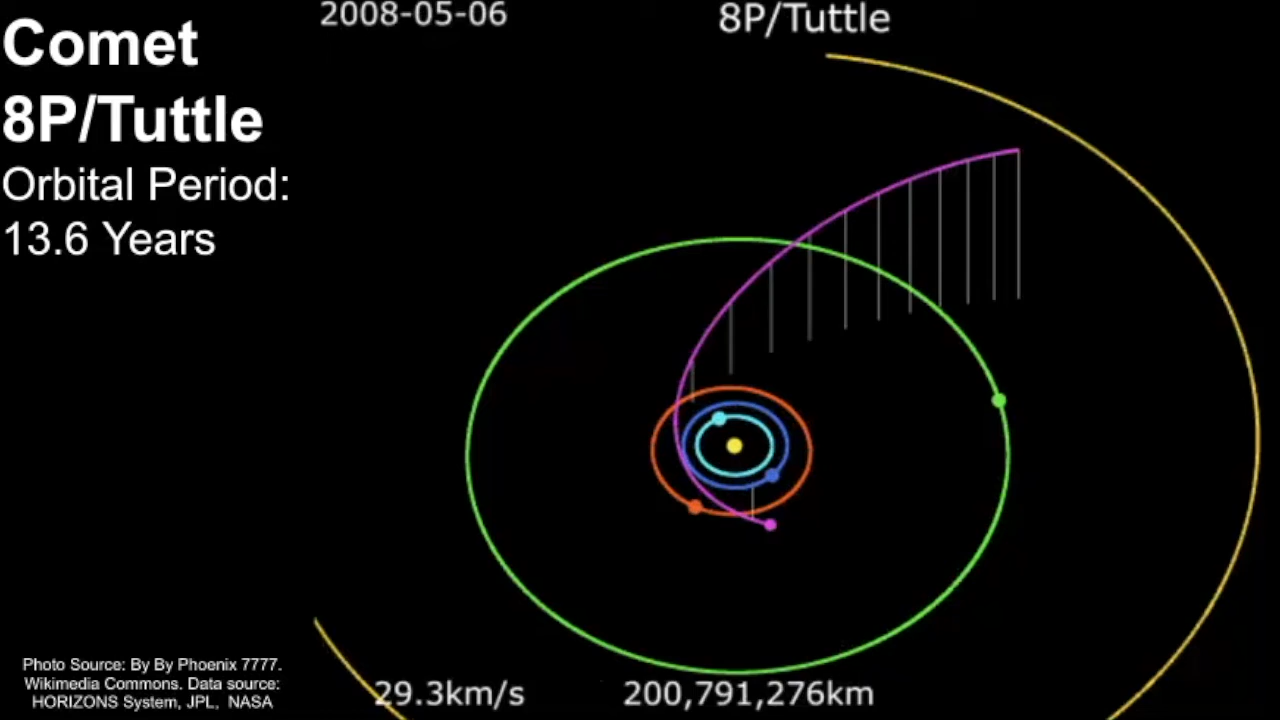 Comet
8P/Tuttle
Orbital Period:
13.6 Years
2008-05-06
8P/Tuttle
29.3km/s
200,791,276km
Photo Source: By By Phoenix 7777.
Wikimedia Commons. Data source:
HORIZONS System, JPL, NASA